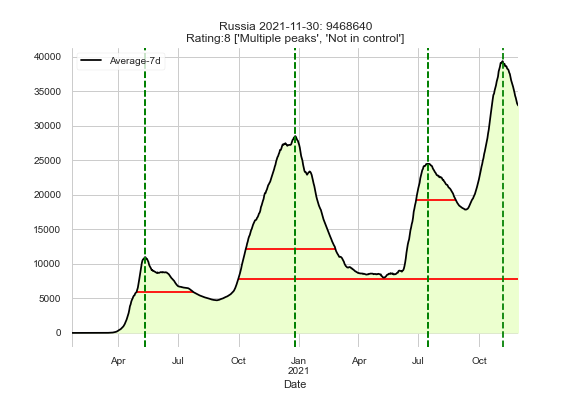 Russia 2021-11-30: 9468640
Rating:8 ['Multiple peaks', 'Not in control']
Average-7d
40000
35000
30000
25000
20000
15000
10000
5000
0
Apr Jul Oct Jan Apr Jul Oct
2021
Date